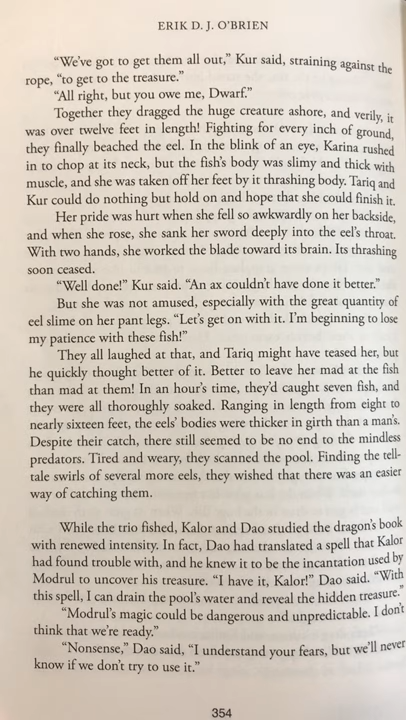 ERIK D. J. O'BRIEN
"We've got to get them all out," Kur said, straining against the
rope, "to get to the treasure."
"All right, but you owe me, Dwarf."
Together they dragged the huge creature ashore, and verily, it
was over twelve feet in length! Fighting for every inch of ground,
they finally beached the eel. In the blink of an eye, Karina rushed
in to chop at its neck, but the fish's body was slimy and thick with
muscle, and she was taken off her feet by it thrashing body. Tariq and
Kur could do nothing but hold on and hope that she could finish it.
Her pride was hurt when she fell so awkwardly on her backside,
and when she rose, she sank her sword deeply into the eel's throat.
With two hands, she worked the blade toward its brain. Its thrashing
soon ceased.
"Well done!" Kur said. "An ax couldn't have done it better."
But she was not amused, especially with the great quantity of
eel slime on her pant legs. "Let's get on with it. I'm beginning to lose
my patience with these fish!"
They all laughed at that, and Tariq might have teased her, but
he quickly thought better of it. Better to leave her mad at the fish
than mad at them! In an hour's time, they'd caught seven fish, and
they were all thoroughly soaked. Ranging in length from eight to
nearly sixteen feet, the eels' bodies were thicker in girth than a man's.
Despite their catch, there still seemed to be no end to the mindless
predators. Tired and weary, they scanned the pool. Finding the tell-
tale swirls of several more eels, they wished that there was an easier
way of catching them.
While the trio fished, Kalor and Dao studied the dragon's book
with renewed intensity. In fact, Dao had translated a spell that Kalor
had found trouble with, and he knew it to be the incantation used by
Modrul to uncover his treasure. "I have it, Kalor!" Dao said. "With
this spell, I can drain the pool's water and reveal the hidden treasure."
"Modrul's magic could be dangerous and unpredictable. I don't
think that we're ready."
"Nonsense," Dao said, "I understand your fears, but we'll never
know if we don't try to use it."
354